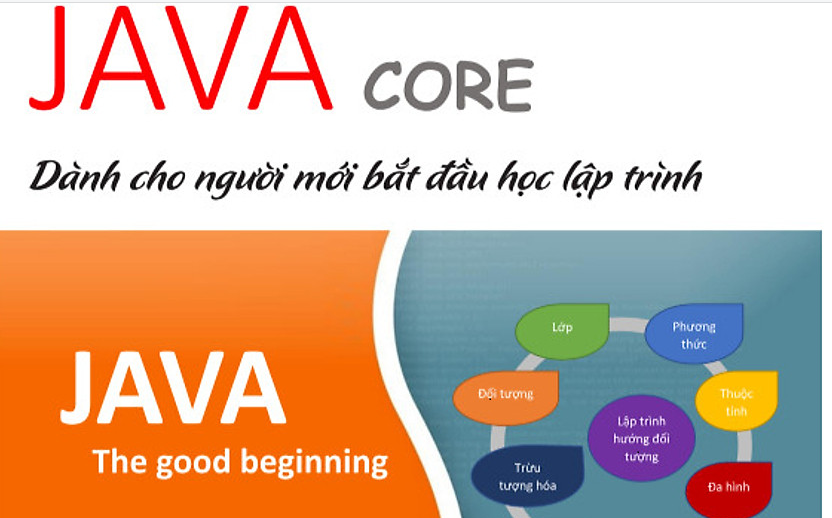 JAVA CORE
Dành cho người mới bắt đầu học lập trình
JAVA
The good beginning
Lớp
Phương
thức
Đối tượng
Thuộc
tính
Lập trình
hướng đối
tượng
Trừu
tượng hóa
Đa hình